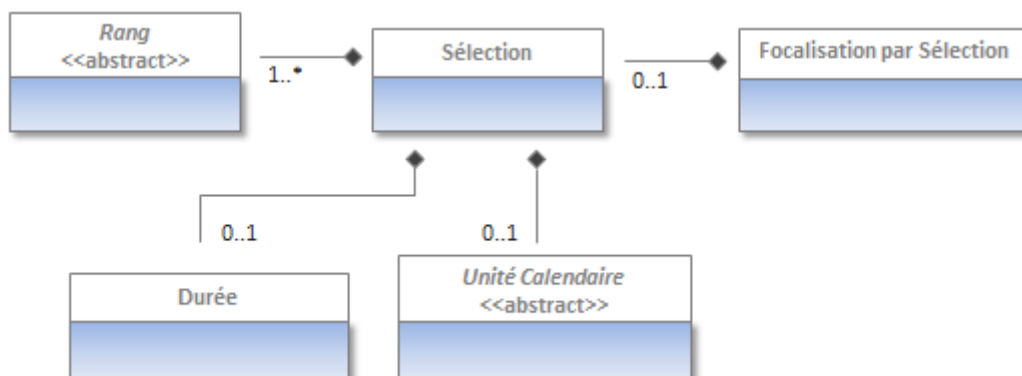 Rang
<<abstract>>
1..*
Sélection
0..1
Focalisation par Sélection
0..1
0..1
Durée
Unité Calendaire
<<abstract>>